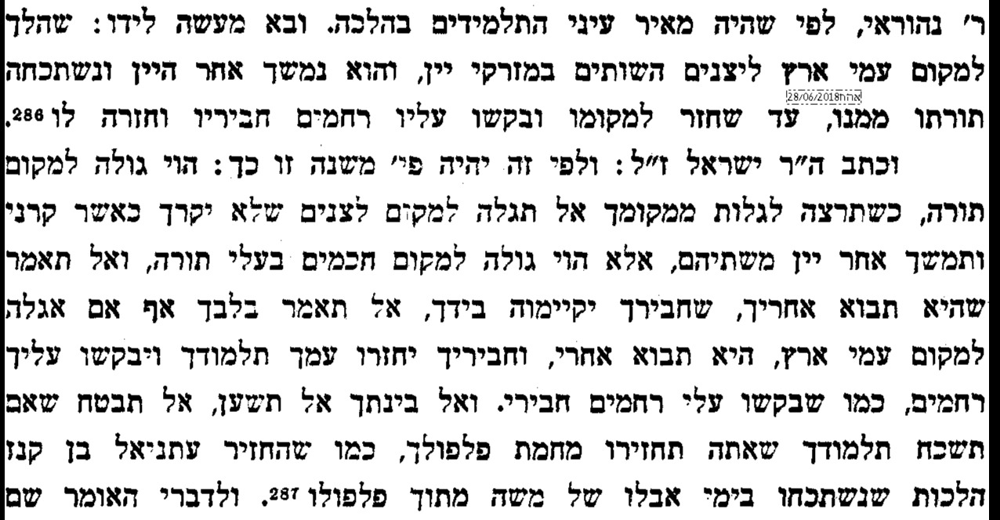 ר׳ נהוראי, לפי שהיה מאיר עיני התלמידים בהלכה. ובא מעשה לידו: שהלך
למקום עמי ארץ ליצנים השותים במזרקי יין, והוא נמשך אחר היין ונשתכחה
אוה״ח 28/06/2018
תורתו ממנו, עד שחזר למקומו ובקשו עליו רחמים חביריו וחזרה לו 286.
וכתב ה״ר ישראל ז״ל: ולפי זה יהיה פי׳ משנה זו כך: הוי גולה למקום
תורה, כשתרצה לגלות ממקומך אל תגלה למקום לצנים שלא יקרך כאשר קרני
ותמשך אחר יין משתיהם, אלא הוי גולה למקום חכמים בעלי תורה, ואל תאמר
שהיא תבוא אחריך, שחבירך יקיימוה בידך, אל תאמר בלבך אף אם אגלה
למקום עמי ארץ, היא תבוא אחרי, וחביריך יחזרו עמך תלמודך ויבקשו עליך
רחמים, כמו שבקשו עלי רחמים חבירי. ואל בינתך אל תשען, אל תבטח שאם
תשכח תלמודך שאתה תחזירו מחמת פלפולך, כמו שהחזיר עתניאל בן קנז
הלכות שנשתכחו בימי אבלו של משה מתוך פלפולו 287. ולדברי האומר שם